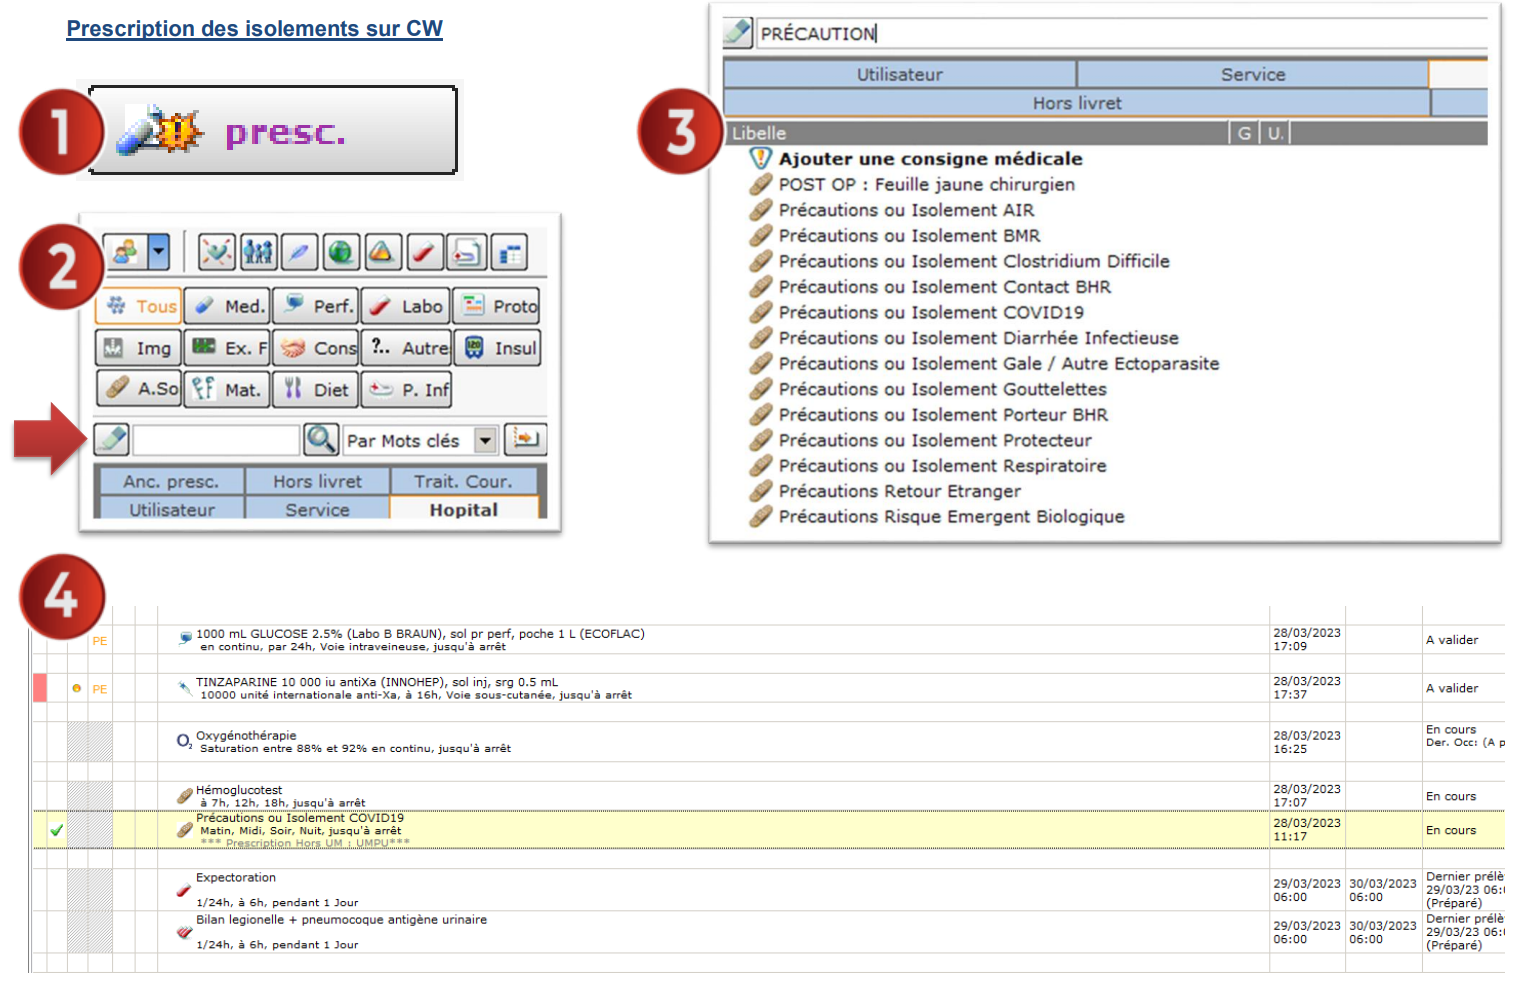 Prescription des isolements sur CW
1
presc.
2
Tous Med. Perf. Labo Proto
Img Ex. F Cons ?.. Autre Insul
A.So Mat. Diet P. Inf
Par Mots clés
Anc. presc. Hors livret Trait. Cour.
Utilisateur Service Hopital
3
PRÉCAUTION
Utilisateur Service
Hors livret
Libelle G U.
Ajouter une consigne médicale
POST OP : Feuille jaune chirurgien
Précautions ou Isolement AIR
Précautions ou Isolement BMR
Précautions ou Isolement Clostridium Difficile
Précautions ou Isolement Contact BHR
Précautions ou Isolement COVID19
Précautions ou Isolement Diarrhée Infectieuse
Précautions ou Isolement Gale / Autre Ectoparasite
Précautions ou Isolement Gouttelettes
Précautions ou Isolement Porteur BHR
Précautions ou Isolement Protecteur
Précautions ou Isolement Respiratoire
Précautions Retour Etranger
Précautions Risque Emergent Biologique
4
PE 1000 mL GLUCOSE 2.5% (Labo B BRAUN), sol pr perf, poche 1 L (ECOFLAC) 28/03/2023 A valider
en continu, par 24h, Voie intraveineuse, jusqu'à arrêt 17:09
PE TINZAPARINE 10 000 iu antiXa (INNOHEP), sol inj, srg 0.5 mL 28/03/2023 A valider
10000 unité internationale anti-Xa, à 16h, Voie sous-cutanée, jusqu'à arrêt 17:37
O2 Oxygénothérapie 28/03/2023 En cours
Saturation entre 88% et 92% en continu, jusqu'à arrêt 16:25 Der. Occ: (A p
Hémoglucotest 28/03/2023 En cours
à 7h, 12h, 18h, jusqu'à arrêt 17:07
Précautions ou Isolement COVID19 28/03/2023 En cours
Matin, Midi, Soir, Nuit, jusqu'à arrêt 11:17
*** Prescription Hors UM : UMPU***
Expectoration 29/03/2023 30/03/2023 Dernier prélè
06:00 06:00 29/03/23 06:
1/24h, à 6h, pendant 1 Jour (Préparé)
Bilan legionelle + pneumocoque antigène urinaire 29/03/2023 30/03/2023 Dernier prélè
06:00 06:00 29/03/23 06:
1/24h, à 6h, pendant 1 Jour (Préparé)